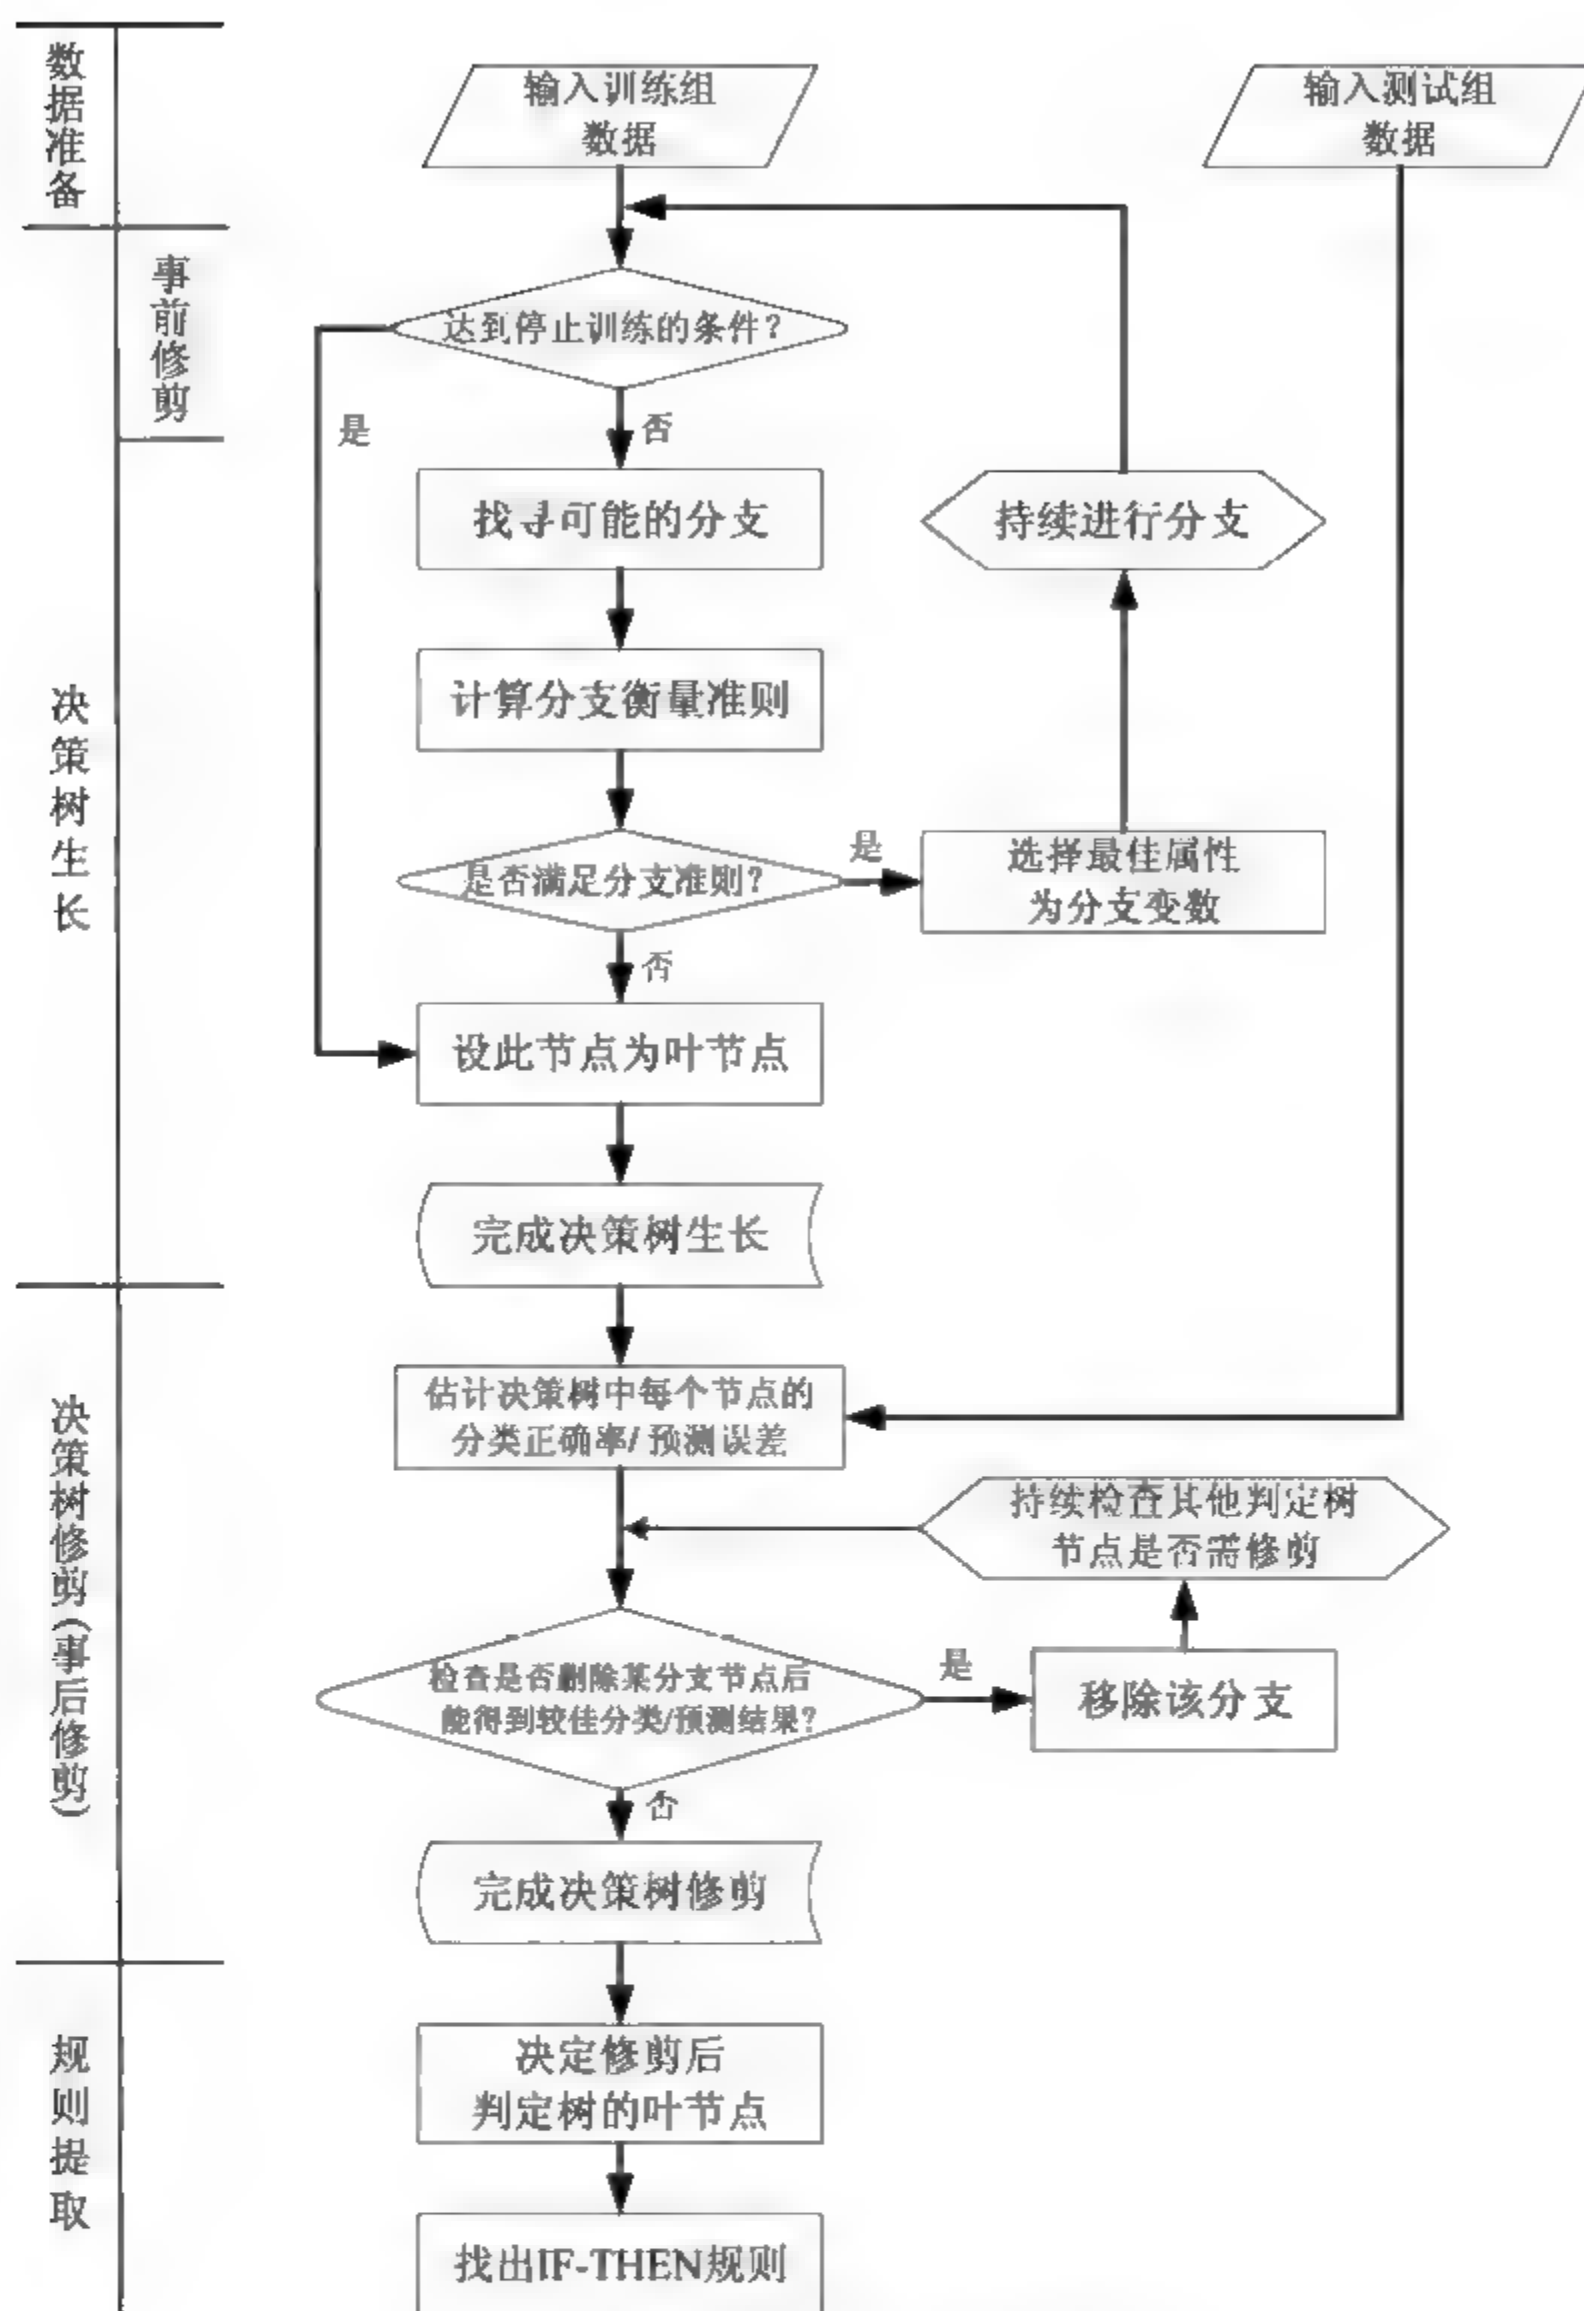 数据准备
输入训练组
数据
输入测试组
数据
事前修剪
达到停止训练的条件？
是
否
找寻可能的分支
持续进行分支
计算分支衡量准则
决策树生长
是否满足分支准则？
是
选择最佳属性
为分支变数
否
设此节点为叶节点
完成决策树生长
估计决策树中每个节点的
分类正确率/预测误差
持续检查其他判定树
节点是否需修剪
决策树修剪（事后修剪）
检查是否删除某分支节点后
能得到较佳分类/预测结果？
是
移除该分支
否
完成决策树修剪
规则提取
决定修剪后
判定树的叶节点
找出IF-THEN规则